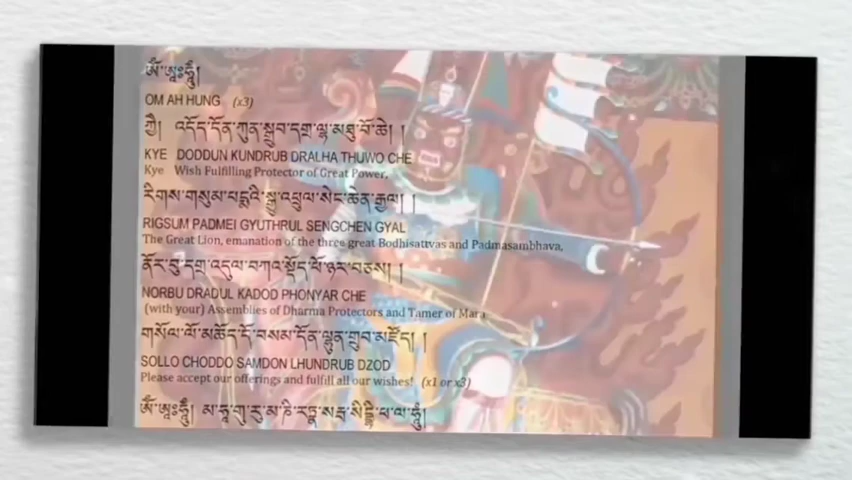 ༀ་ཨཱཿཧཱུྃ།
OM AH HUNG (x3)
ཀྱཻ། འདོད་དོན་ཀུན་སྒྲུབ་དགྲ་ལྷ་མཐུ་བོ་ཆེ། །
KYE DODDUN KUNDRUB DRALHA THUWO CHE
Kye Wish Fulfilling Protector of Great Power,
རིགས་གསུམ་པདྨའི་སྒྱུ་འཕྲུལ་སེང་ཆེན་རྒྱལ། །
RIGSUM PADMEI GYUTHRUL SENGCHEN GYAL
The Great Lion, emanation of the three great Bodhisattvas and Padmasambhava,
ནོར་བུ་དགྲ་འདུལ་བཀའ་སྡོད་ཕོ་ཉར་བཅས། །
NORBU DRADUL KADOD PHONYAR CHE
(with your) Assemblies of Dharma Protectors and Tamer of Mara,
གསོལ་ལོ་མཆོད་དོ་བསམ་དོན་ལྷུན་གྲུབ་མཛོད། །
SOLLO CHODDO SAMDON LHUNDRUB DZOD
Please accept our offerings and fulfill all our wishes! (x1 or x3)
ༀ་ཨཱཿཧཱུྃ། མ་ཧཱ་གུ་རུ་མ་ཎི་རཱ་ཛ་སརྦ་སིདྡྷི་ཕ་ལ་ཧཱུྃ།